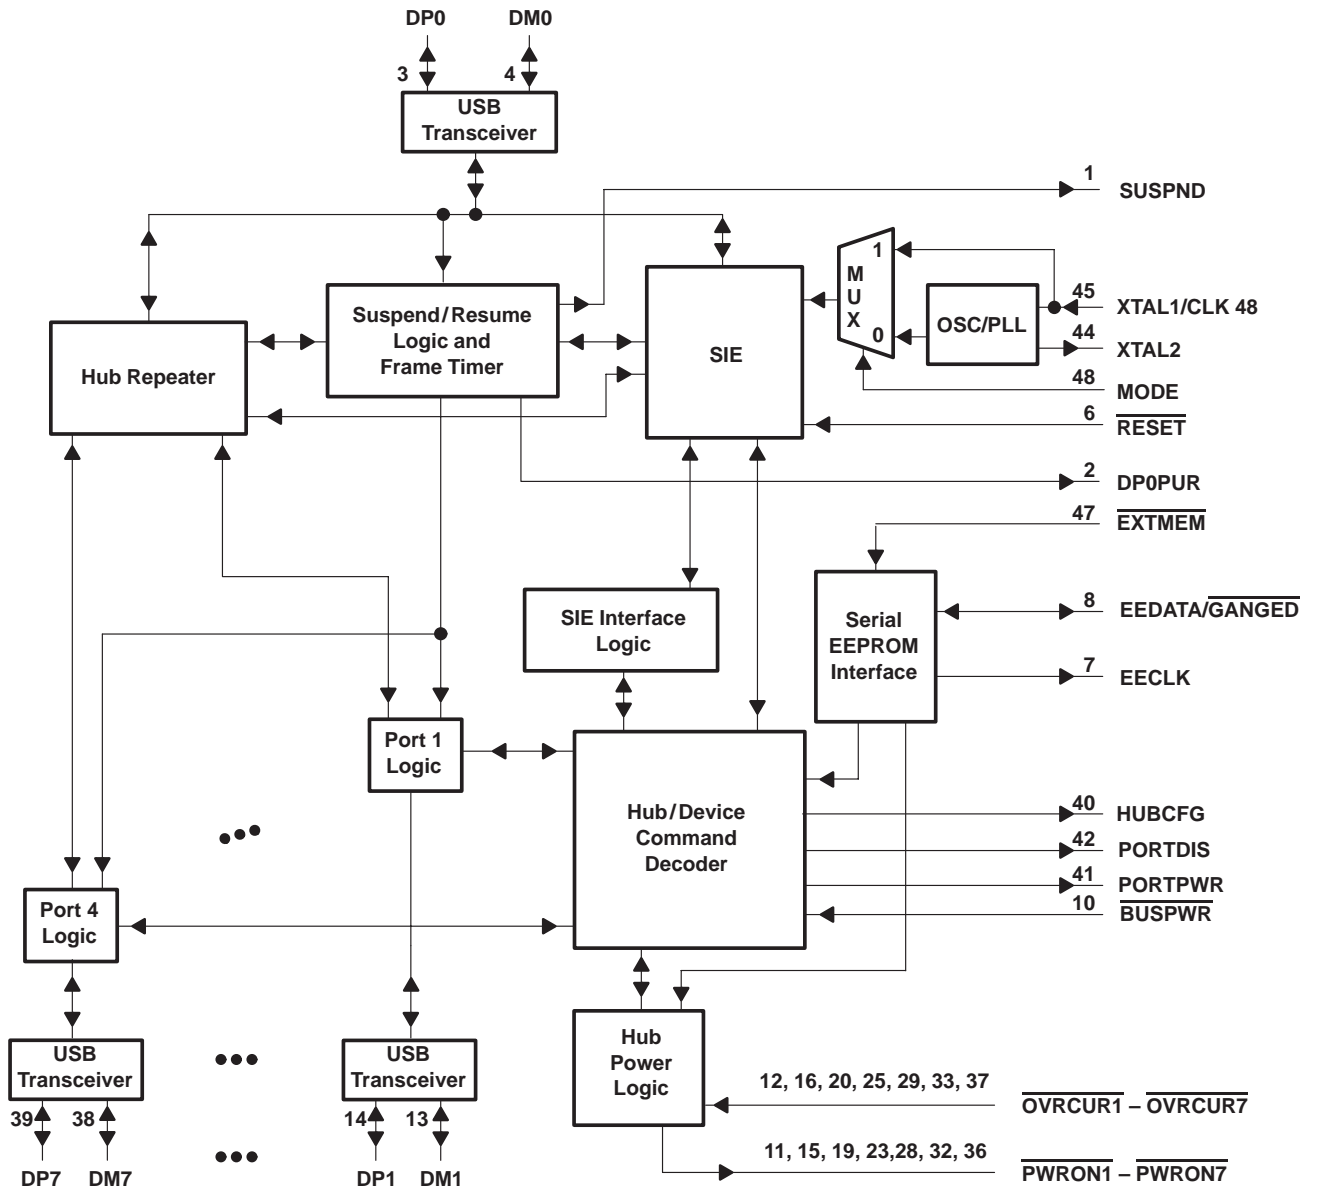 DP0 DM0
3 4
USB
Transceiver
1
SUSPND
Suspend/Resume
Logic and
Frame Timer
Hub Repeater
SIE
M
U
X
1
0
OSC/PLL
45
XTAL1/CLK 48
44
XTAL2
48
MODE
6
RESET
2
DP0PUR
47
EXTMEM
SIE Interface
Logic
Serial
EEPROM
Interface
8
EEDATA/GANGED
7
EECLK
Port 1
Logic
Hub/Device
Command
Decoder
40
HUBCFG
42
PORTDIS
41
PORTPWR
10
BUSPWR
Port 4
Logic
USB
Transceiver
USB
Transceiver
Hub
Power
Logic
12, 16, 20, 25, 29, 33, 37
OVRCUR1 – OVRCUR7
11, 15, 19, 23,28, 32, 36
PWRON1 – PWRON7
39 38 14 13
DP7 DM7 DP1 DM1